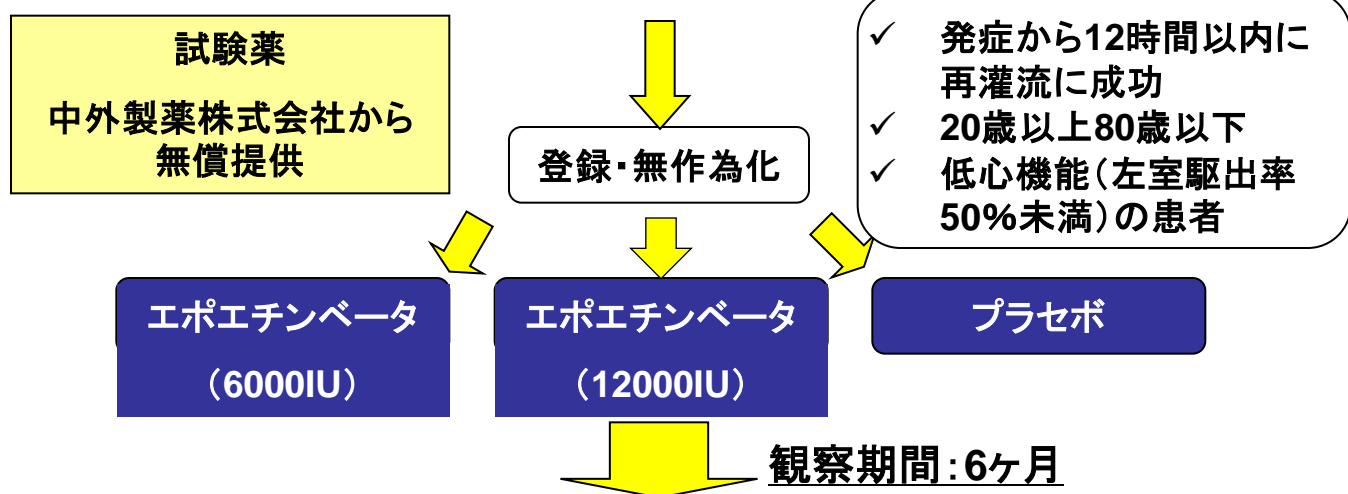 試験薬
中外製薬株式会社から
無償提供
✓ 発症から12時間以内に
再灌流に成功
✓ 20歳以上80歳以下
✓ 低心機能(左室駆出率
50%未満)の患者
登録・無作為化
エポエチンベータ
(6000IU)
エポエチンベータ
(12000IU)
プラセボ
観察期間:6ヶ月